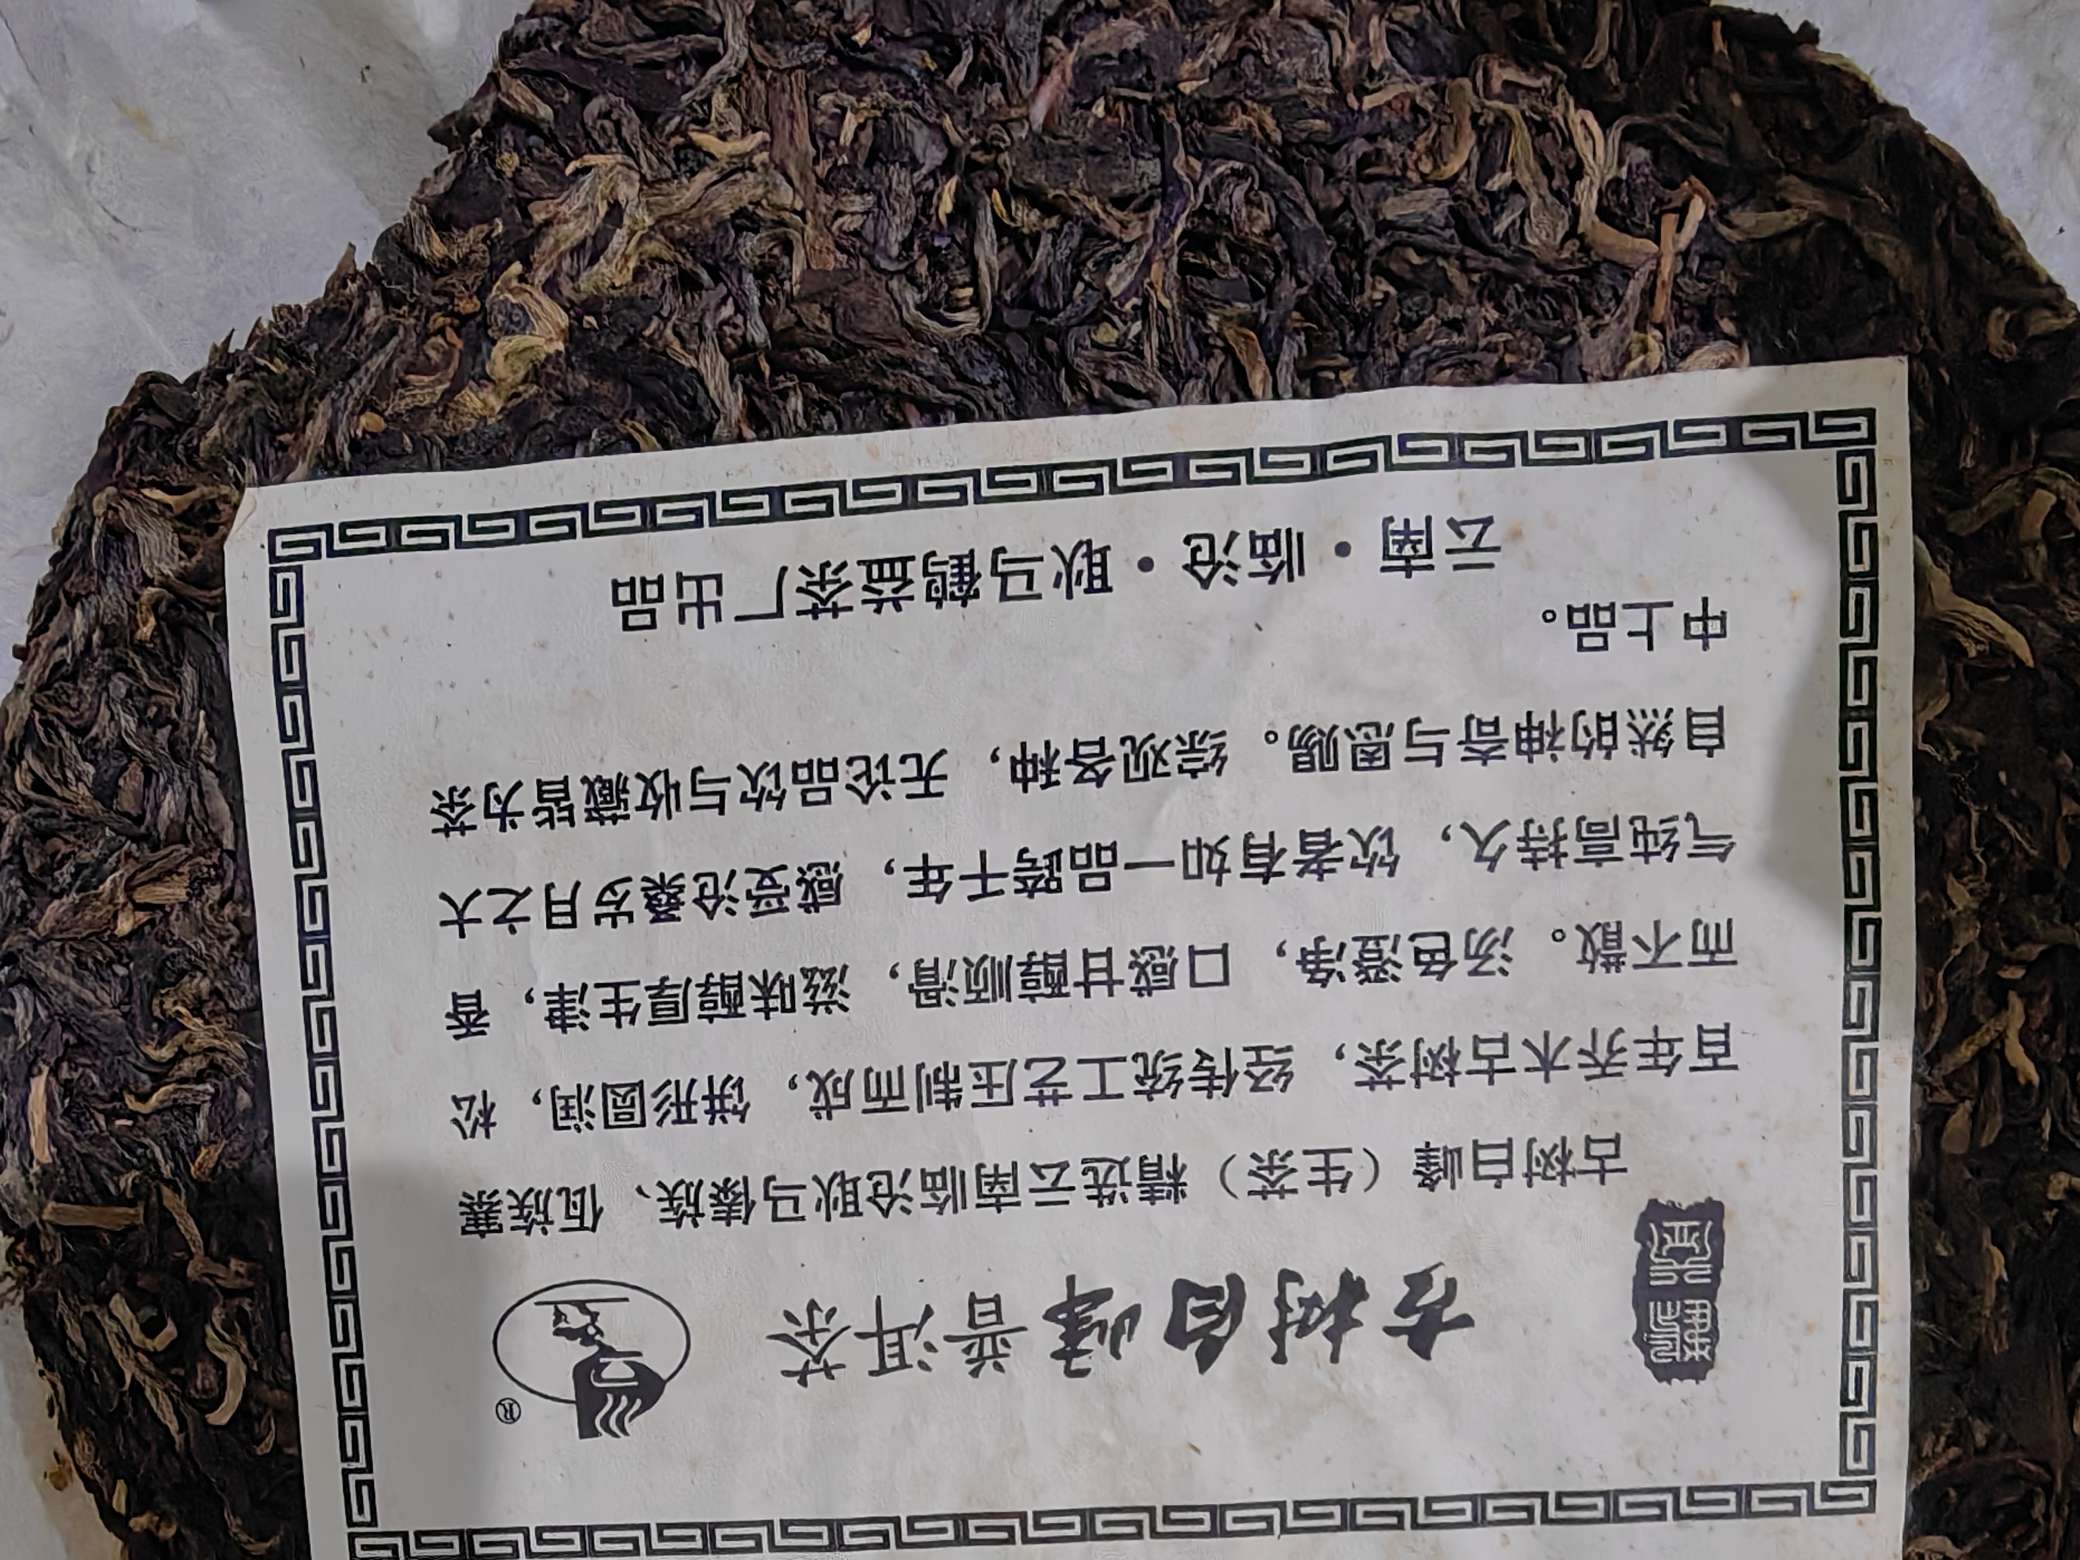 古树白峰普洱茶
®
古树白峰（生茶）精选云南临沧耿马傣族、佤族寨
百年乔木古树茶，经传统工艺压制而成，饼形圆润，松
而不散。汤色澄净，口感甘醇顺滑，滋味醇厚生津，香
气纯高持久，饮者有如一品跨千年，感受沧桑岁月之大
自然的神奇与恩赐。综观各种，无论品饮与收藏皆为茶
中上品。
云南·临沧·耿马鹤益茶厂出品